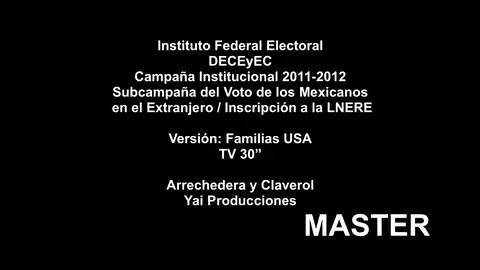 Instituto Federal Electoral
DECEyEC
Campaña Institucional 2011-2012
Subcampaña del Voto de los Mexicanos
en el Extranjero / Inscripción a la LNERE
Versión: Familias USA
TV 30”
Arrechedera y Claverol
Yai Producciones
MASTER